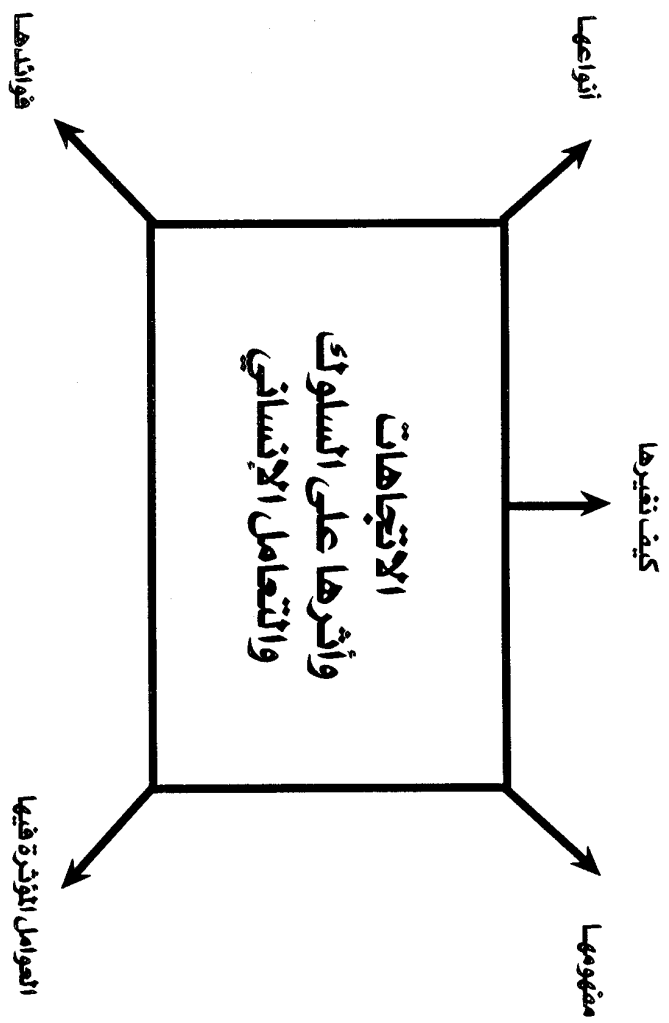 مفهومها
كيف نغيرها
أنواعها
الاتجاهات
وأثرها على السلوك
والتعامل الإنساني
العوامل المؤثرة فيها
فوائدها